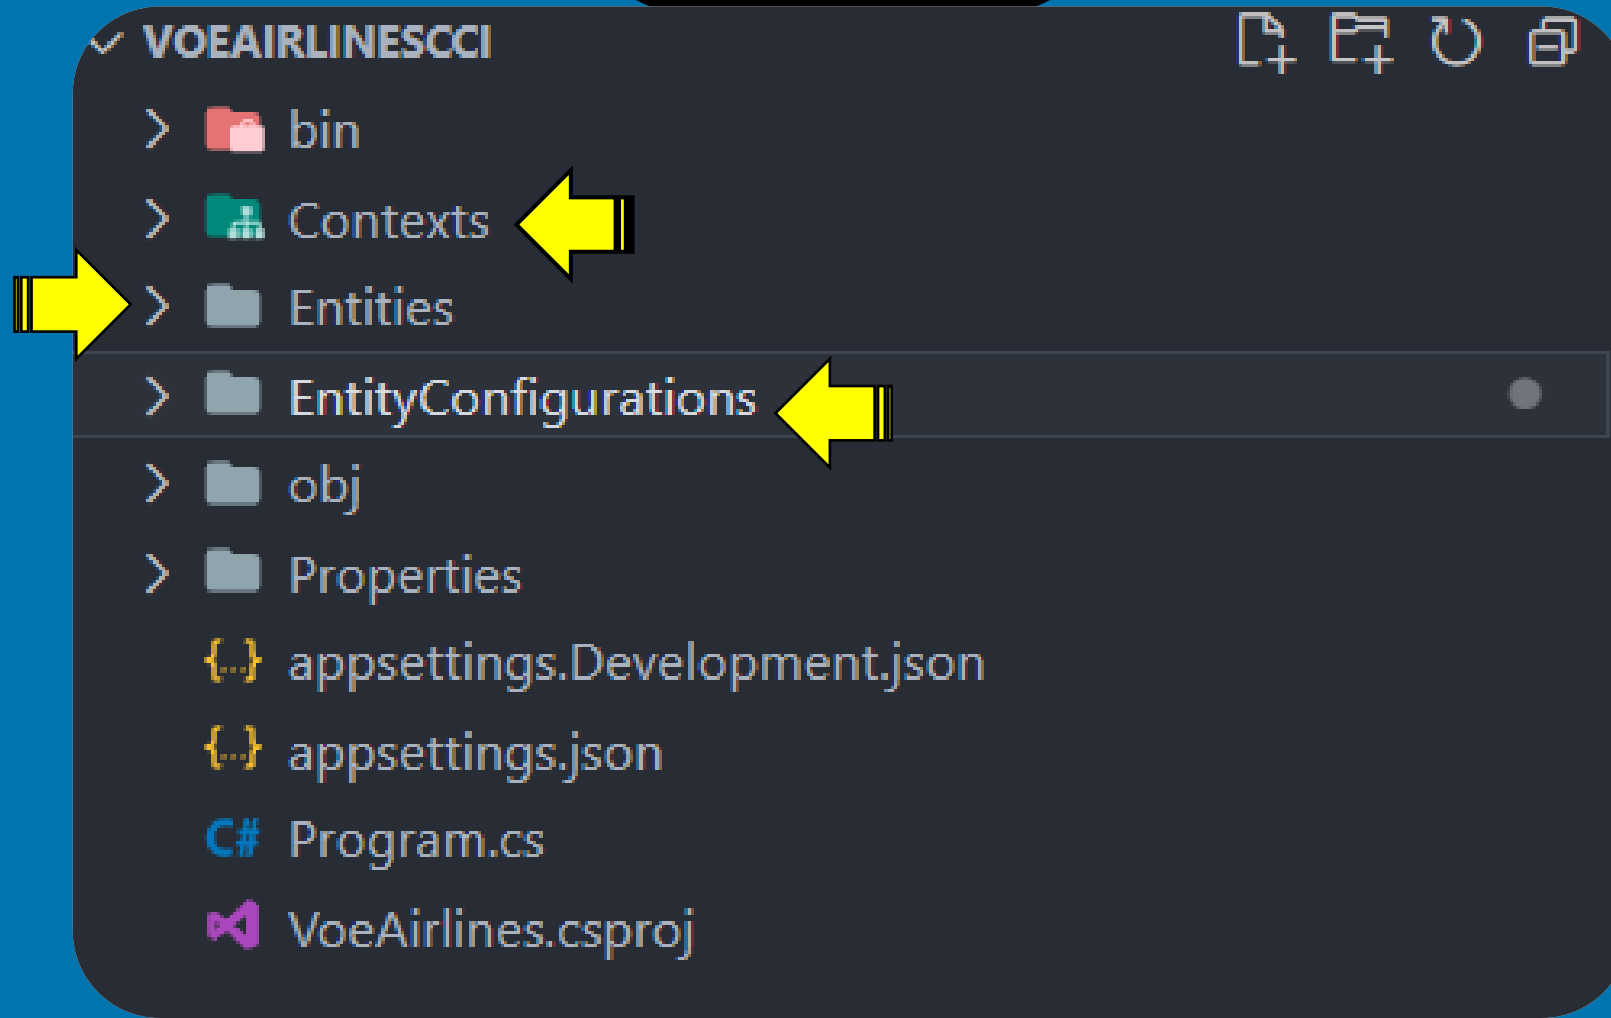 VOEAIRLINESCCI
bin
Contexts
Entities
EntityConfigurations
obj
Properties
{...} appsettings.Development.json
{...} appsettings.json
C# Program.cs
VoeAirlines.csproj